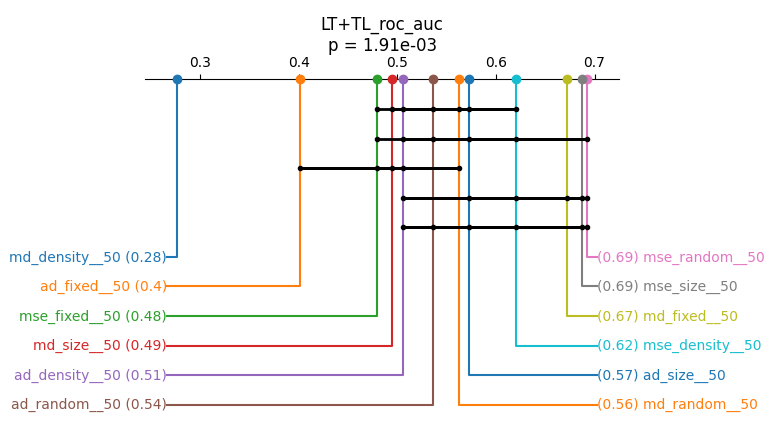 LT+TL_roc_auc
p = 1.91e-03
0.3 0.4 0.5 0.6 0.7
md_density__50 (0.28) (0.69) mse_random__50
ad_fixed__50 (0.4) (0.69) mse_size__50
mse_fixed__50 (0.48) (0.67) md_fixed__50
md_size__50 (0.49) (0.62) mse_density__50
ad_density__50 (0.51) (0.57) ad_size__50
ad_random__50 (0.54) (0.56) md_random__50